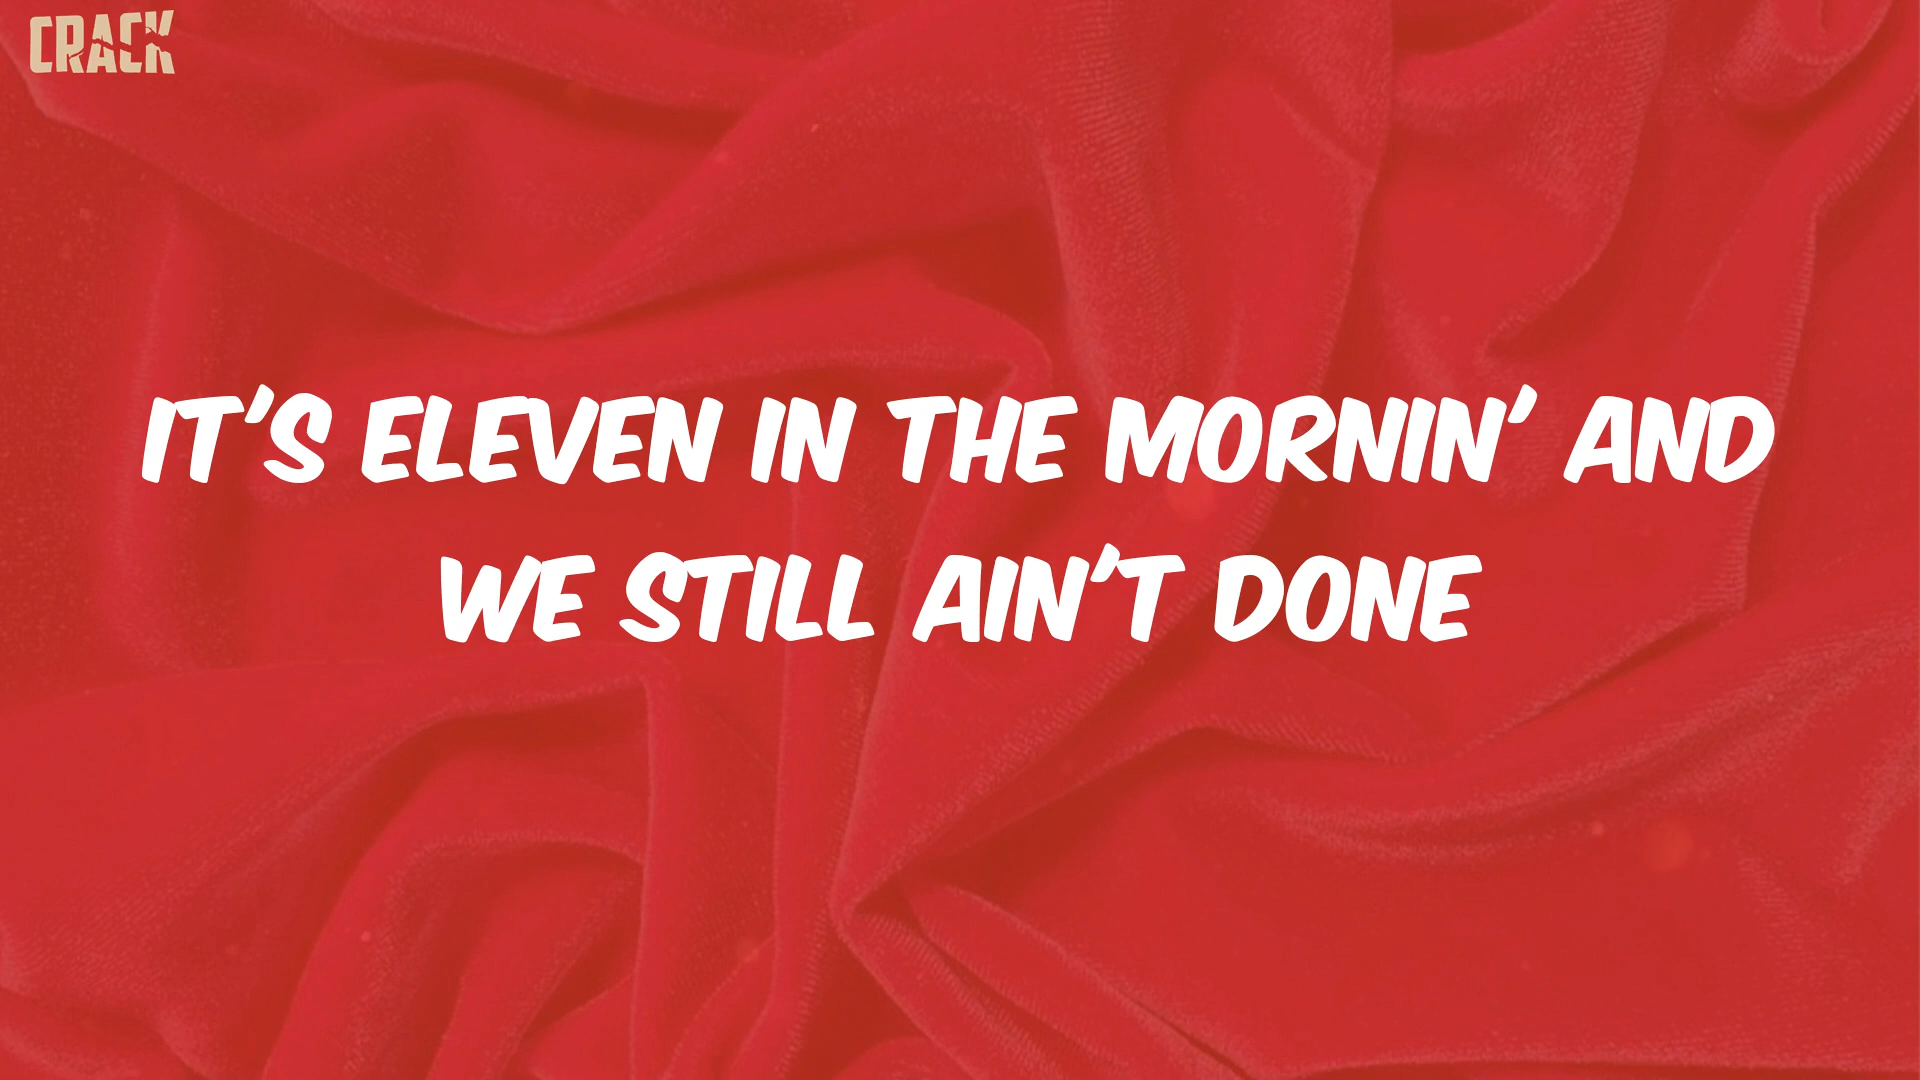 CRACK
IT'S ELEVEN IN THE MORNIN' AND
WE STILL AIN'T DONE